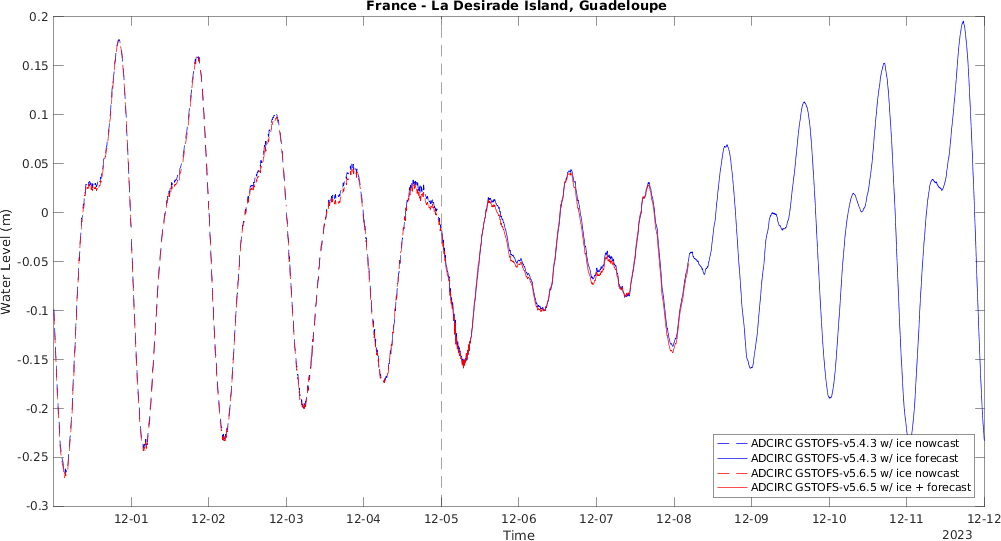 France - La Desirade Island, Guadeloupe
0.2
0.15
0.1
0.05
0
-0.05
-0.1
-0.15
-0.2
-0.25
-0.3
Water Level (m)
12-01 12-02 12-03 12-04 12-05 12-06 12-07 12-08 12-09 12-10 12-11 12-12
Time
2023
ADCIRC GSTOFS-v5.4.3 w/ ice nowcast
ADCIRC GSTOFS-v5.4.3 w/ ice forecast
ADCIRC GSTOFS-v5.6.5 w/ ice nowcast
ADCIRC GSTOFS-v5.6.5 w/ ice + forecast